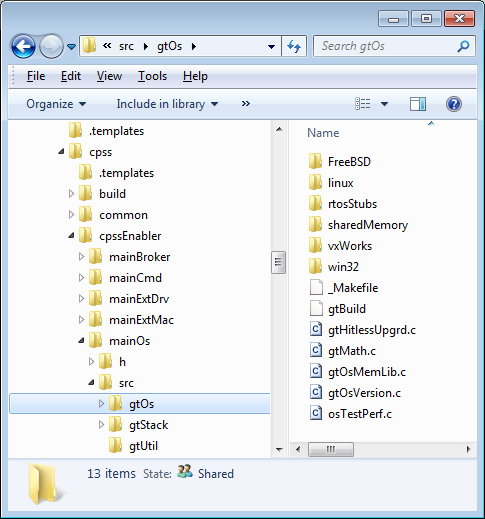 « src gtOs
Search gtOs
File Edit View Tools Help
Organize Include in library »
.templates
cpss
.templates
build
common
cpssEnabler
mainBroker
mainCmd
mainExtDrv
mainExtMac
mainOs
h
src
gtOs
gtStack
gtUtil
Name
FreeBSD
linux
rtosStubs
sharedMemory
vxWorks
win32
_Makefile
gtBuild
gtHitlessUpgrd.c
gtMath.c
gtOsMemLib.c
gtOsVersion.c
osTestPerf.c
13 items State: Shared